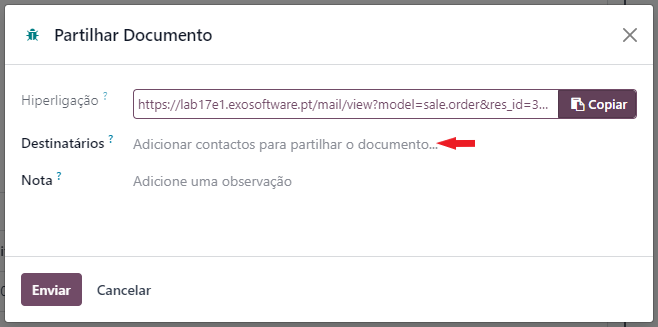 Partilhar Documento
Hiperligação ? https://lab17e1.exosoftware.pt/mail/view?model=sale.order&res_id=3... Copiar
Destinatários ? Adicionar contactos para partilhar o documento...
Nota ? Adicione uma observação
Enviar Cancelar